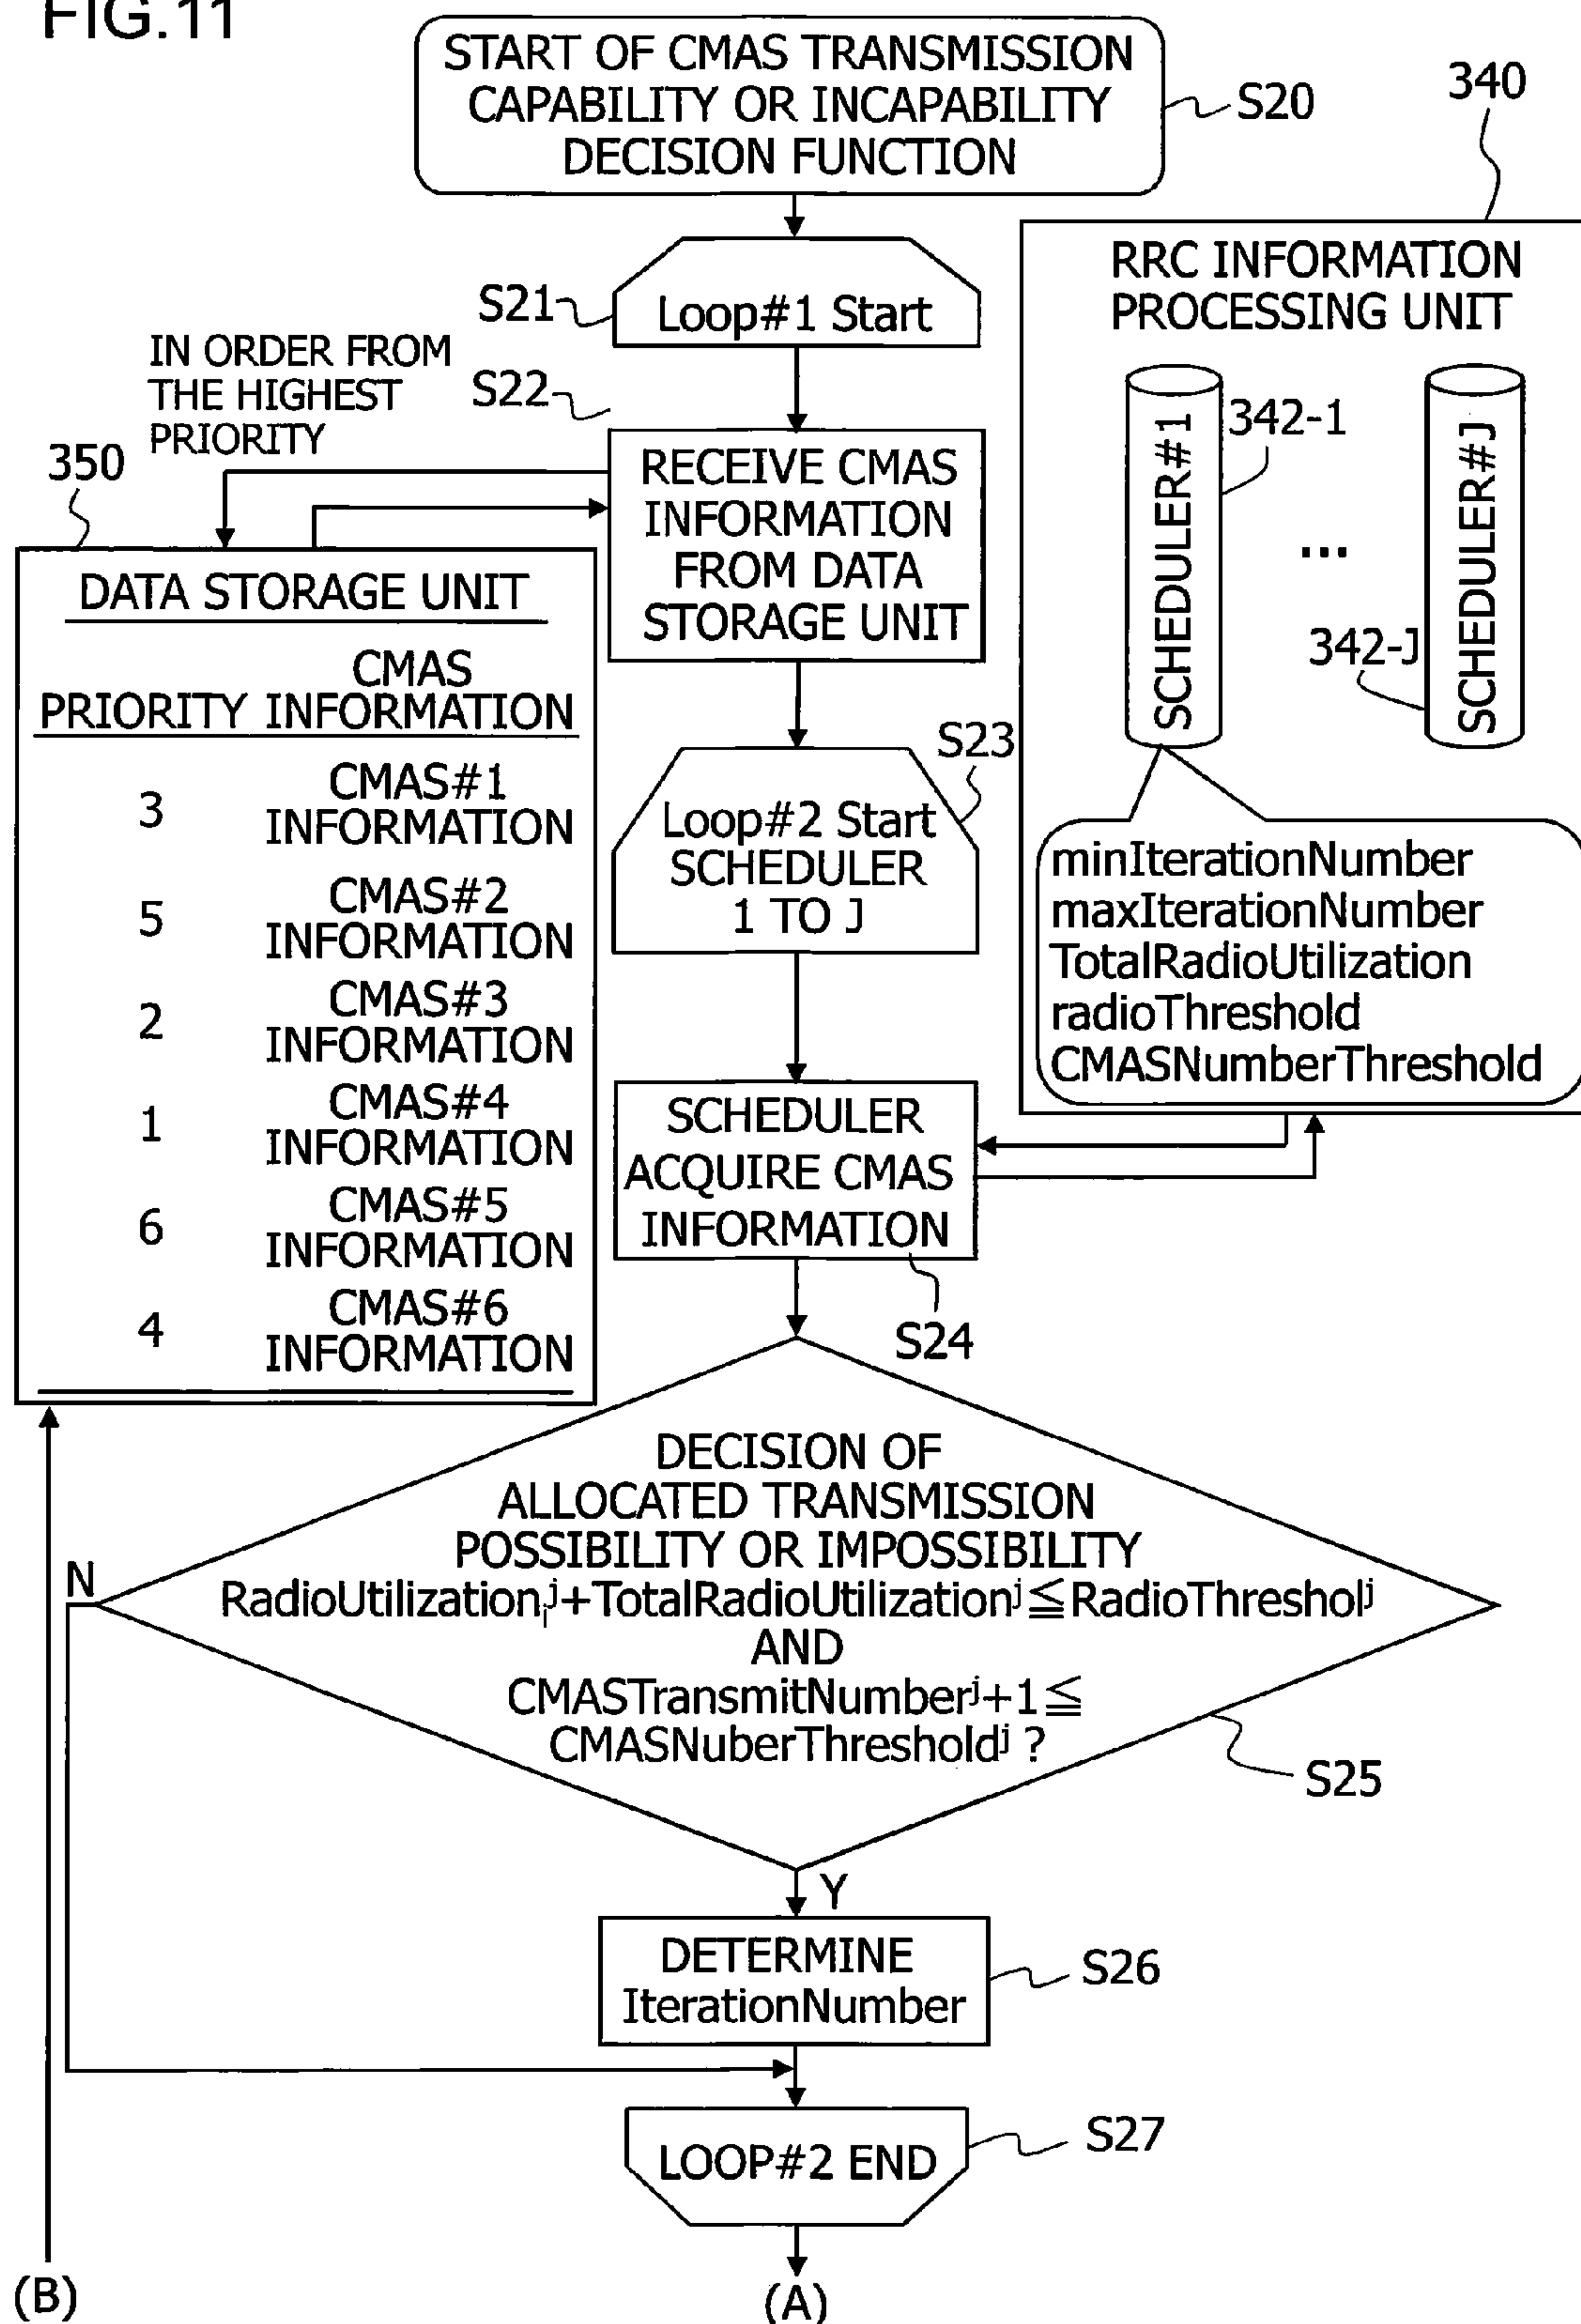 FIG.11
START OF CMAS TRANSMISSION
CAPABILITY OR INCAPABILITY
DECISION FUNCTION
S20
340
S21
Loop#1 Start
RRC INFORMATION
PROCESSING UNIT
IN ORDER FROM
THE HIGHEST
PRIORITY
S22
350
RECEIVE CMAS
INFORMATION
FROM DATA
STORAGE UNIT
SCHEDULER#1
342-1
...
342-J
SCHEDULER#J
DATA STORAGE UNIT
CMAS
PRIORITY INFORMATION
3 CMAS#1
INFORMATION
5 CMAS#2
INFORMATION
2 CMAS#3
INFORMATION
1 CMAS#4
INFORMATION
6 CMAS#5
INFORMATION
4 CMAS#6
INFORMATION
S23
Loop#2 Start
SCHEDULER
1 TO J
minIterationNumber
maxIterationNumber
TotalRadioUtilization
radioThreshold
CMASNumberThreshold
SCHEDULER
ACQUIRE CMAS
INFORMATION
S24
DECISION OF
ALLOCATED TRANSMISSION
POSSIBILITY OR IMPOSSIBILITY
RadioUtilizationᵢʲ+TotalRadioUtilizationʲ≦RadioThresholʲ
AND
CMASTransmitNumberʲ+1≦
CMASNuberThresholdʲ ?
N
S25
Y
DETERMINE
IterationNumber
S26
LOOP#2 END
S27
(B)
(A)